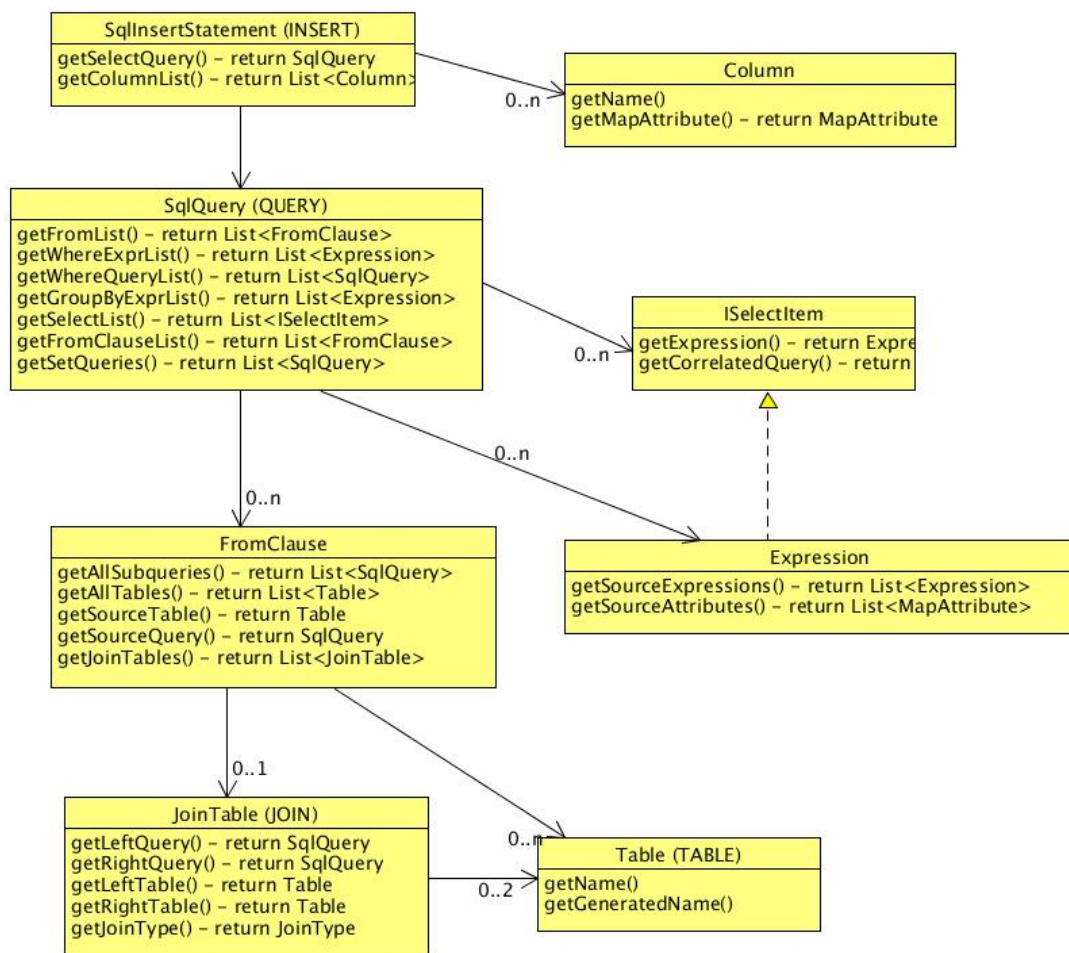 SqlInsertStatement (INSERT)
getSelectQuery() – return SqlQuery
getColumnList() – return List<Column>
0..n
Column
getName()
getMapAttribute() – return MapAttribute
SqlQuery (QUERY)
getFromList() – return List<FromClause>
getWhereExprList() – return List<Expression>
getWhereQueryList() – return List<SqlQuery>
getGroupByExprList() – return List<Expression>
getSelectList() – return List<ISelectItem>
getFromClauseList() – return List<FromClause>
getSetQueries() – return List<SqlQuery>
0..n
ISelectItem
getExpression() – return Expre
getCorrelatedQuery() – return
0..n
0..n
FromClause
getAllSubqueries() – return List<SqlQuery>
getAllTables() – return List<Table>
getSourceTable() – return Table
getSourceQuery() – return SqlQuery
getJoinTables() – return List<JoinTable>
Expression
getSourceExpressions() – return List<Expression>
getSourceAttributes() – return List<MapAttribute>
0..1
0..n
JoinTable (JOIN)
getLeftQuery() – return SqlQuery
getRightQuery() – return SqlQuery
getLeftTable() – return Table
getRightTable() – return Table
getJoinType() – return JoinType
0..2
Table (TABLE)
getName()
getGeneratedName()